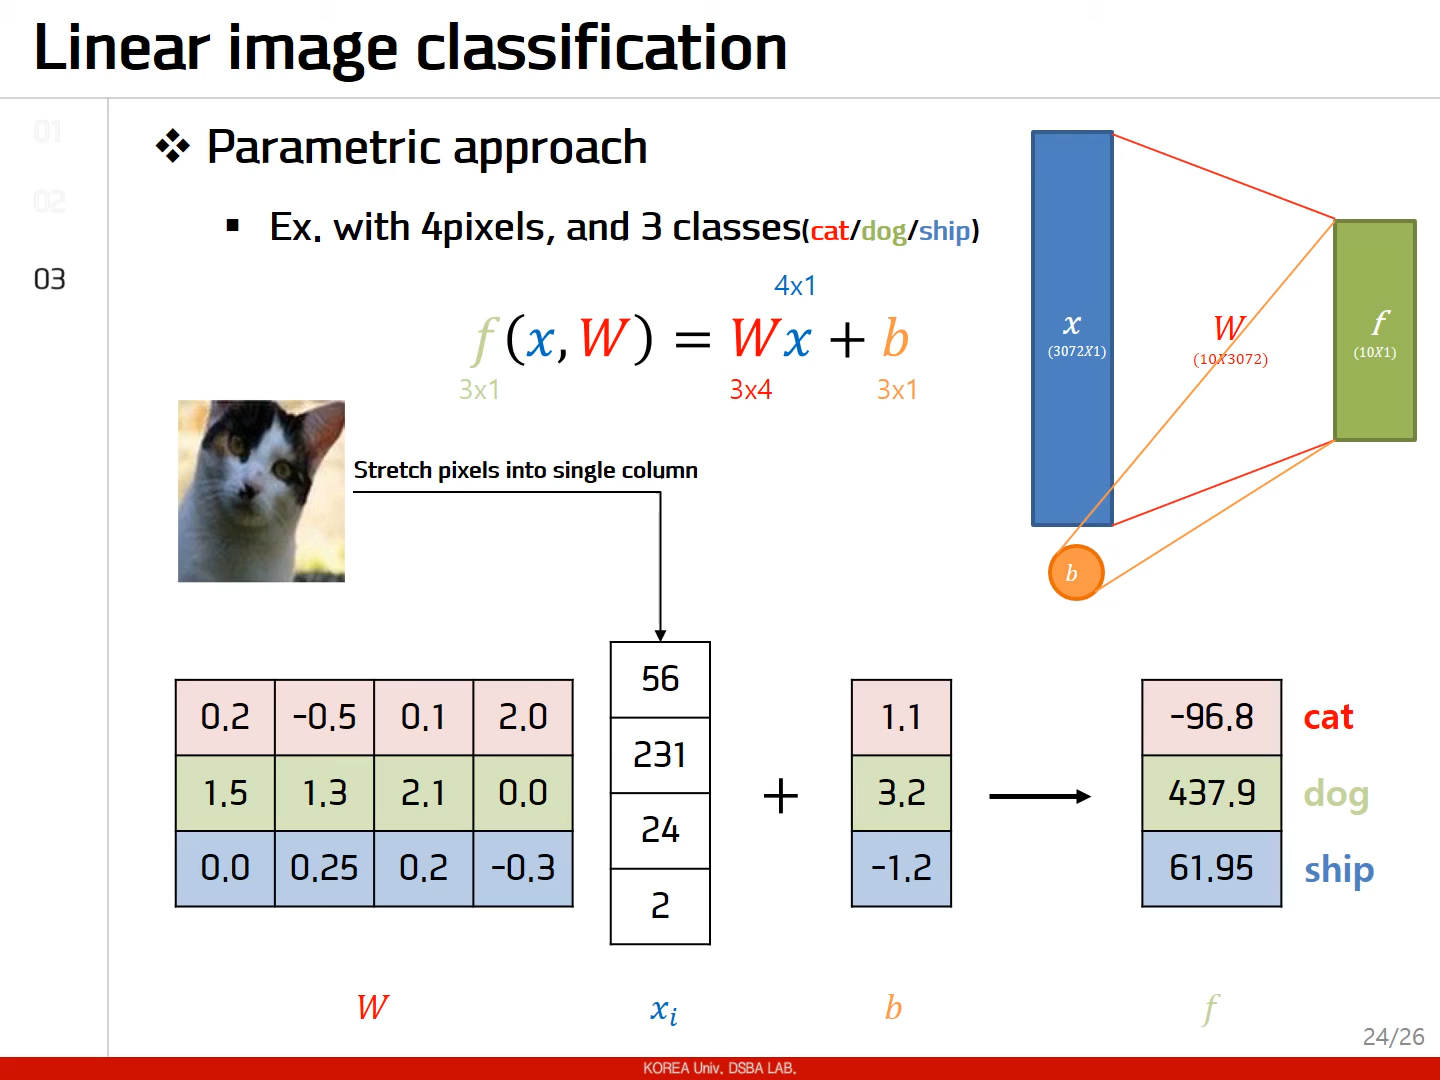 Linear image classification
01
02
03
❖ Parametric approach
▪ Ex. with 4pixels, and 3 classes(cat/dog/ship)
4x1
f(x, W) = Wx + b
3x1 3x4 3x1
x
(3072X1)
W
(10X3072)
f
(10X1)
b
Stretch pixels into single column
0.2 -0.5 0.1 2.0
1.5 1.3 2.1 0.0
0.0 0.25 0.2 -0.3
56
231
24
2
+
1.1
3.2
-1.2
-96.8 cat
437.9 dog
61.95 ship
W xᵢ b f
24/26
KOREA Univ. DSBA LAB.